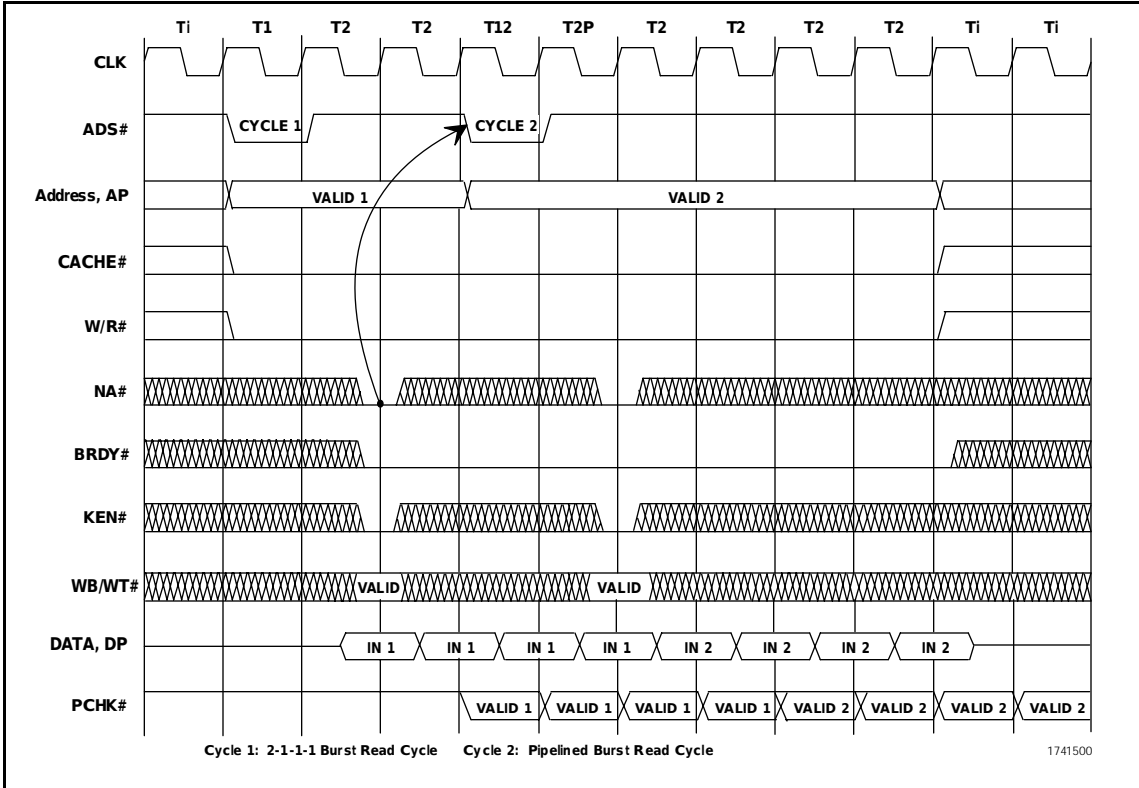 Ti T1 T2 T2 T12 T2P T2 T2 T2 T2 Ti Ti
CLK
ADS# CYCLE 1 CYCLE 2
Address, AP VALID 1 VALID 2
CACHE#
W/R#
NA#
BRDY#
KEN#
WB/WT# VALID VALID
DATA, DP IN 1 IN 1 IN 1 IN 1 IN 2 IN 2 IN 2 IN 2
PCHK# VALID 1 VALID 1 VALID 1 VALID 1 VALID 2 VALID 2 VALID 2 VALID 2
Cycle 1: 2-1-1-1 Burst Read Cycle Cycle 2: Pipelined Burst Read Cycle 1741500